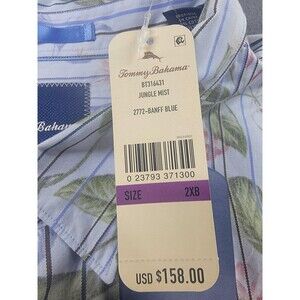 Tommy Bahama
BT316431
JUNGLE MIST
2772-BANFF BLUE
0 23793 371300
SIZE 2XB
USD $158.00
Bahama